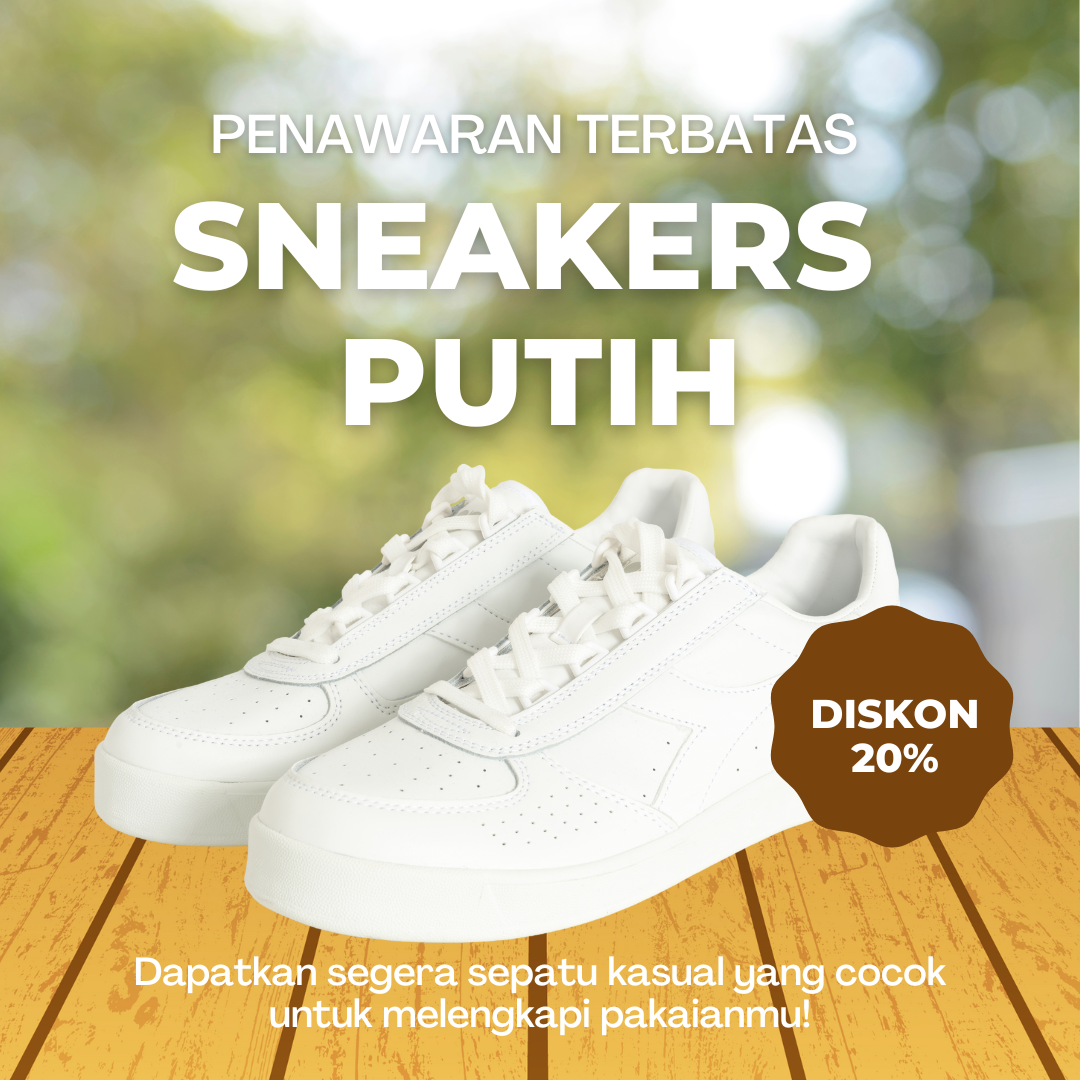 PENAWARAN TERBATAS
SNEAKERS
PUTIH
DISKON
20%
Dapatkan segera sepatu kasual yang cocok
untuk melengkapi pakaianmu!